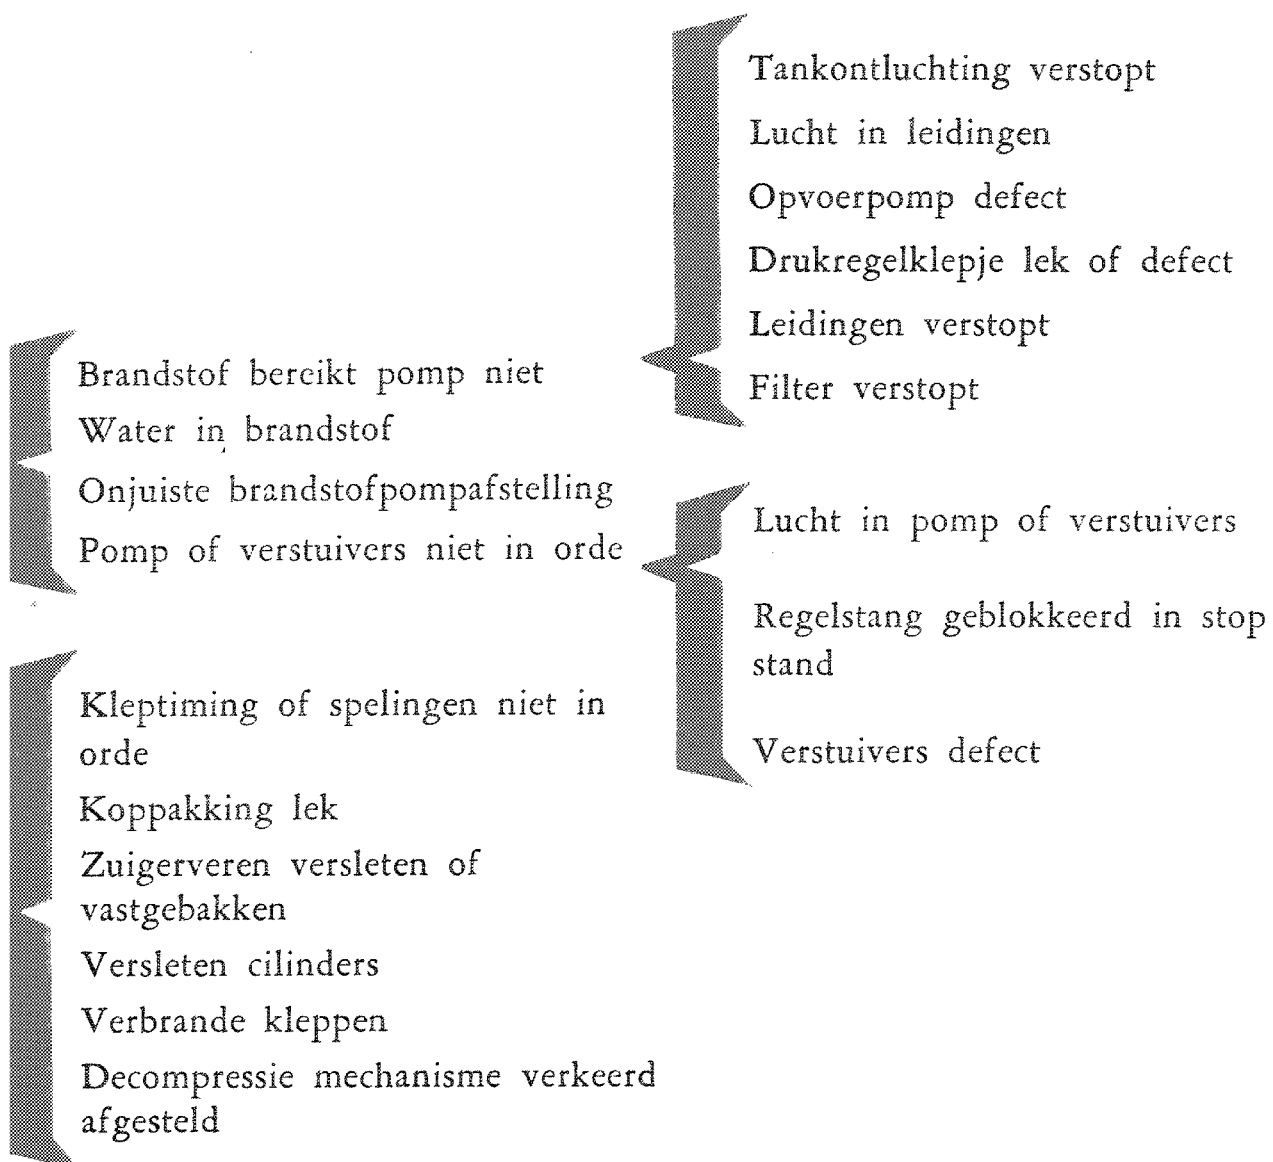 Tankontluchting verstopt
Lucht in leidingen
Opvoerpomp defect
Drukregelklepje lek of defect
Leidingen verstopt
Filter verstopt
Brandstof bereikt pomp niet
Water in brandstof
Onjuiste brandstofpompafstelling
Pomp of verstuivers niet in orde
Lucht in pomp of verstuivers
Regelstang geblokkeerd in stop
stand
Verstuivers defect
Kleptiming of spelingen niet in
orde
Koppakking lek
Zuigerveren versleten of
vastgebakken
Versleten cilinders
Verbrande kleppen
Decompressie mechanisme verkeerd
afgesteld